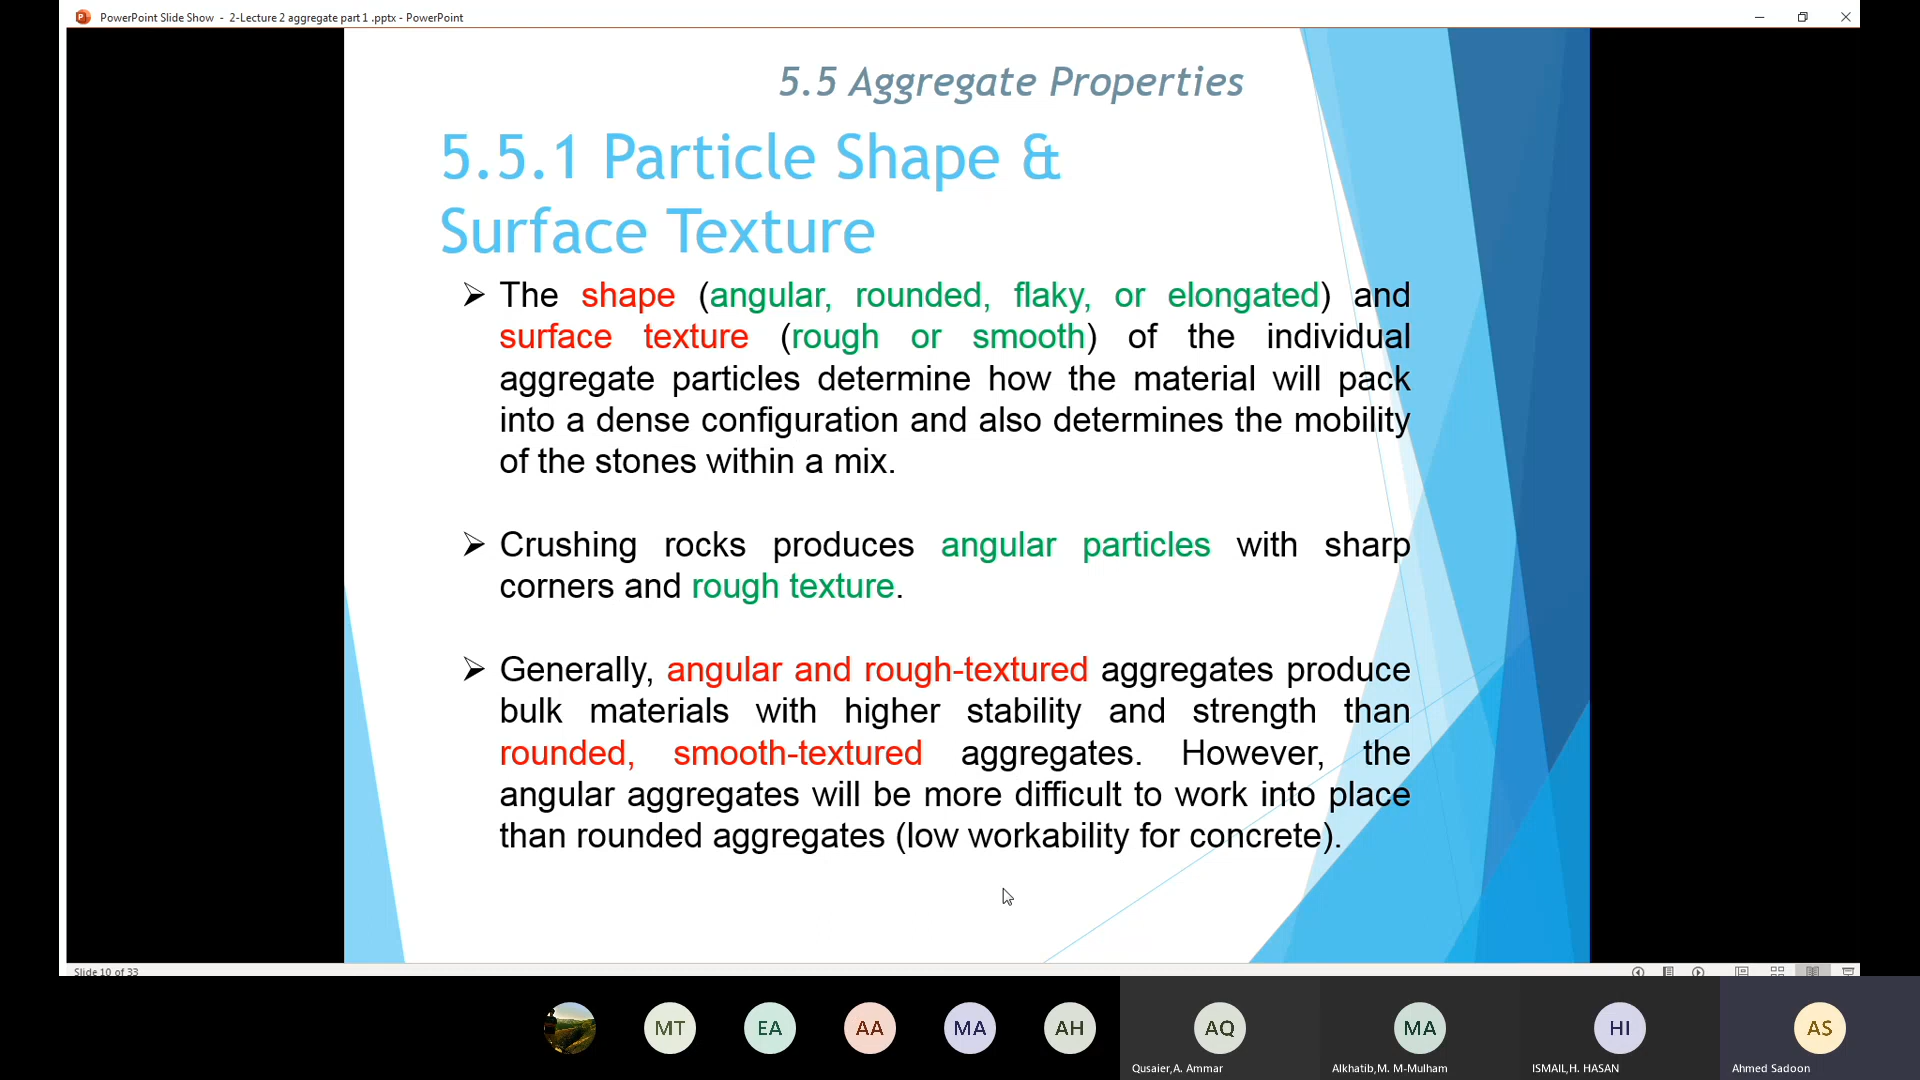 PowerPoint Slide Show - 2-Lecture 2 aggregate part 1 .pptx - PowerPoint
5.5 Aggregate Properties
5.5.1 Particle Shape &
Surface Texture
➢ The shape (angular, rounded, flaky, or elongated) and
surface texture (rough or smooth) of the individual
aggregate particles determine how the material will pack
into a dense configuration and also determines the mobility
of the stones within a mix.
➢ Crushing rocks produces angular particles with sharp
corners and rough texture.
➢ Generally, angular and rough-textured aggregates produce
bulk materials with higher stability and strength than
rounded, smooth-textured aggregates. However, the
angular aggregates will be more difficult to work into place
than rounded aggregates (low workability for concrete).
Slide 10 of 33
MT EA AA MA AH AQ MA HI AS
Qusaier,A. Ammar Alkhatib,M. M-Mulham ISMAIL,H. HASAN Ahmed Sadoon